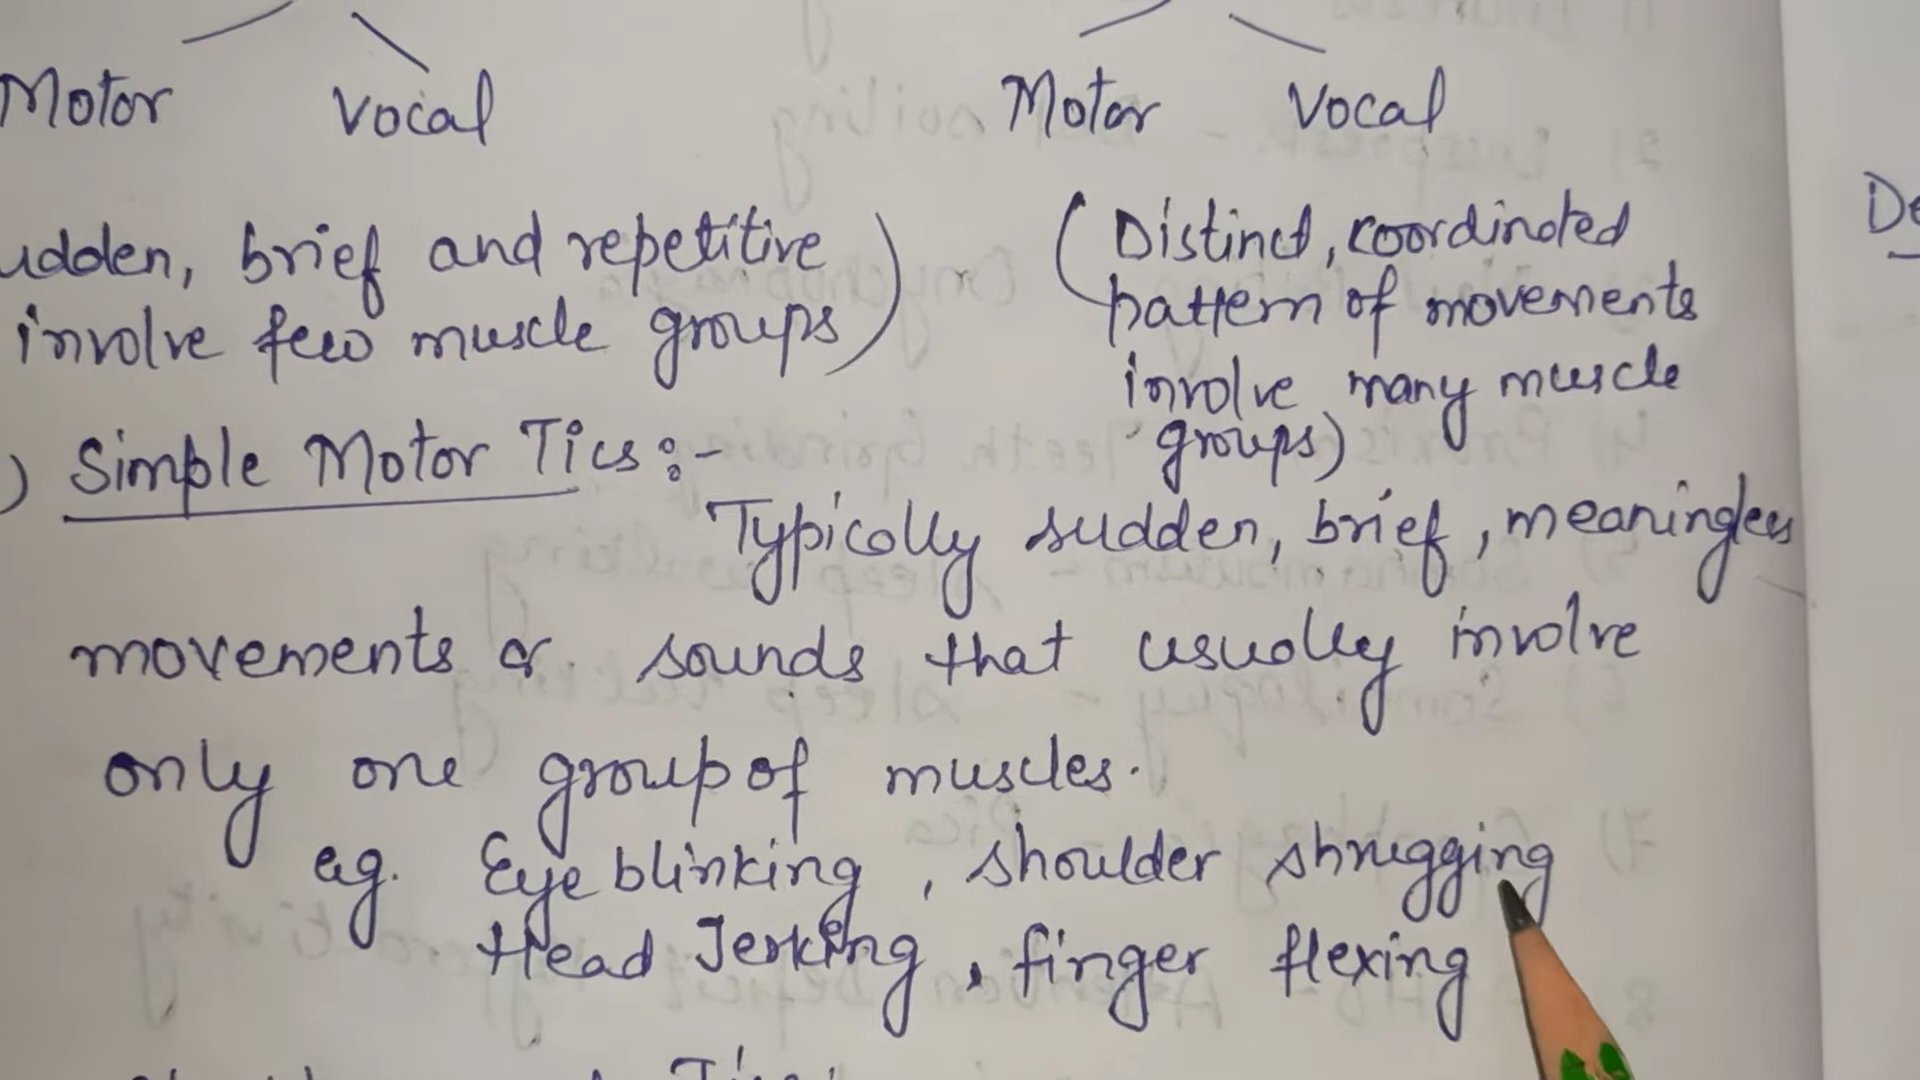 Motor Vocal Motor Vocal
udden, brief and repetitive
involve few muscle groups)
(Distinct, coordinated
pattern of movements
involve many muscle
groups)
De
) Simple Motor Tics :-
Typically sudden, brief, meaningless
movements or sounds that usually involve
only one group of muscles.
eg. Eye blinking, shoulder shrugging
Head Jerking, finger flexing